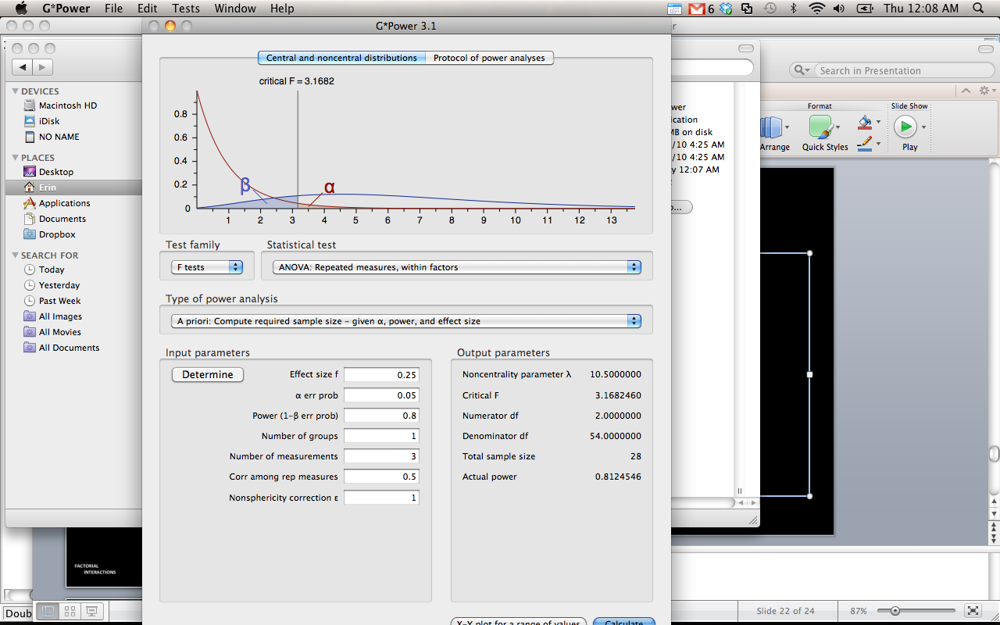 G*Power File Edit Tests Window Help 6 Thu 12:08 AM
G*Power 3.1
Central and noncentral distributions Protocol of power analyses
critical F = 3.1682
0.8
0.6
0.4
0.2
0
β
α
1 2 3 4 5 6 7 8 9 10 11 12 13
Test family
Statistical test
F tests
ANOVA: Repeated measures, within factors
Type of power analysis
A priori: Compute required sample size – given α, power, and effect size
Input parameters
Output parameters
Determine
Effect size f 0.25
α err prob 0.05
Power (1-β err prob) 0.8
Number of groups 1
Number of measurements 3
Corr among rep measures 0.5
Nonsphericity correction ε 1
Noncentrality parameter λ 10.5000000
Critical F 3.1682460
Numerator df 2.0000000
Denominator df 54.0000000
Total sample size 28
Actual power 0.8124546
X-Y plot for a range of values
Calculate
DEVICES
Macintosh HD
iDisk
NO NAME
PLACES
Desktop
Erin
Applications
Documents
Dropbox
SEARCH FOR
Today
Yesterday
Past Week
All Images
All Movies
All Documents
wer
ication
MB on disk
/10 4:25 AM
/10 4:25 AM
y 12:07 AM
Search in Presentation
Format
Slide Show
Arrange
Quick Styles
Play
FACTORIAL
INTERACTIONS
Doub
Slide 22 of 24
87%